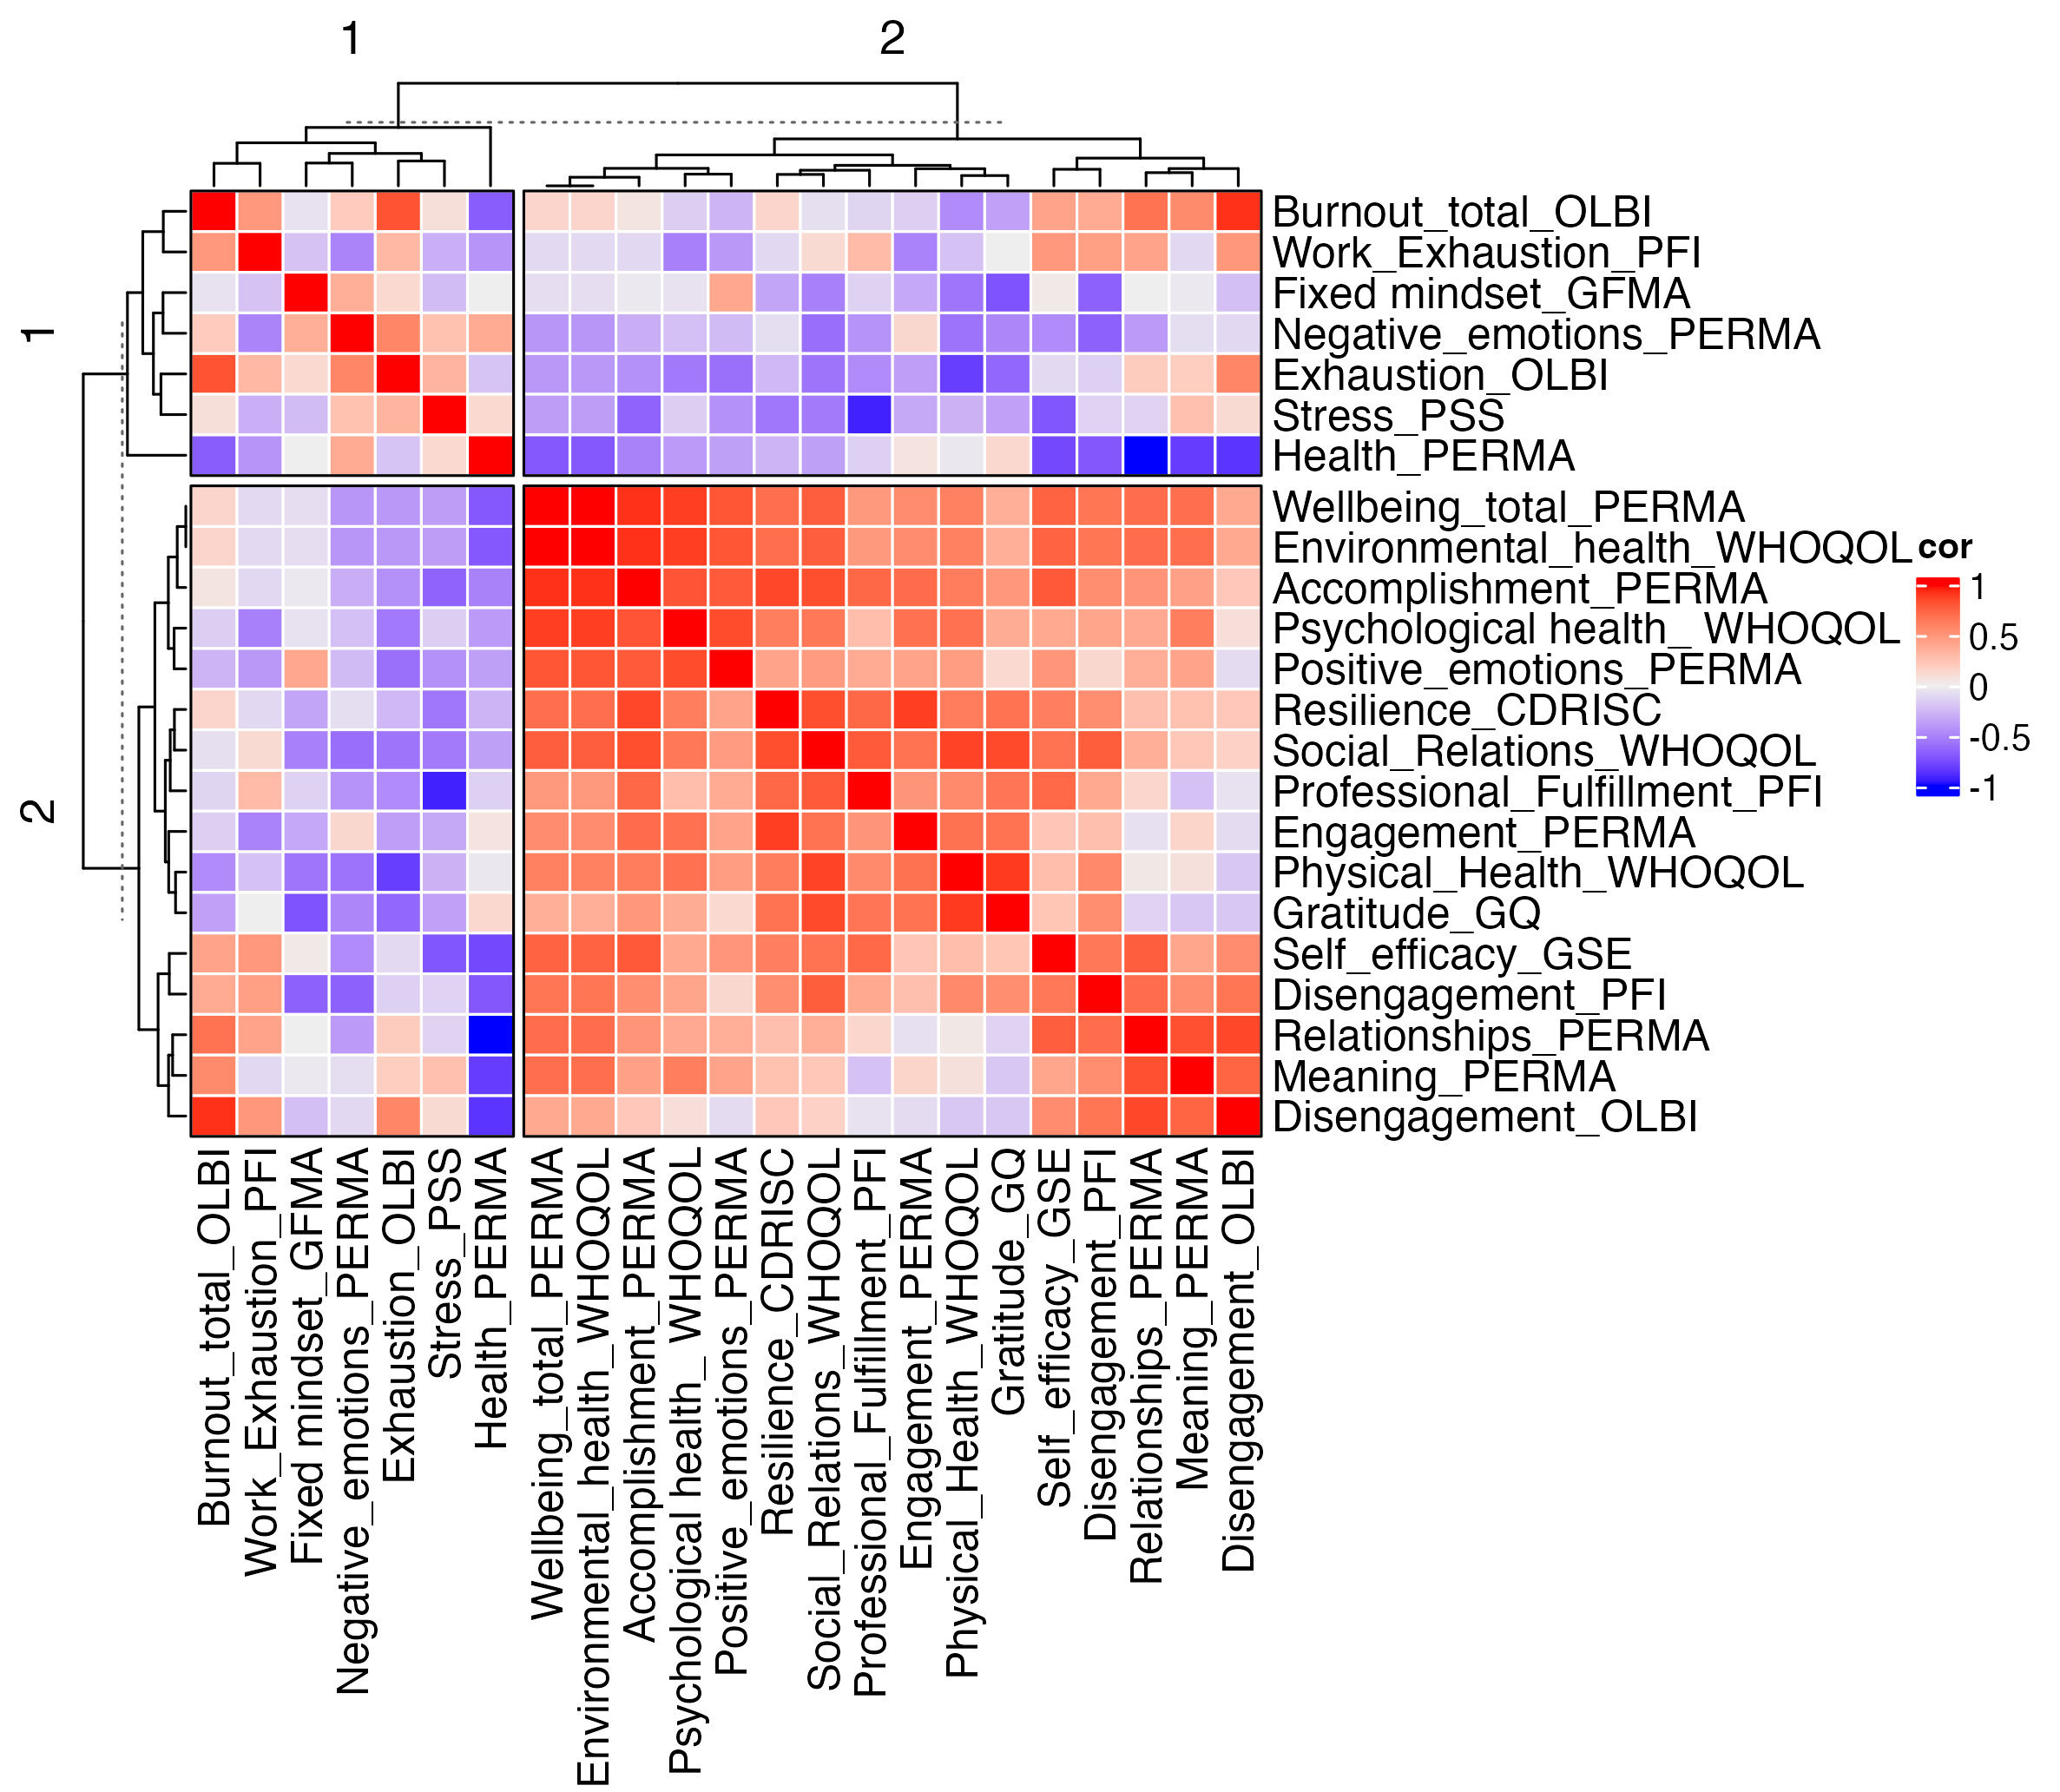 1
2
1
2
Burnout_total_OLBI
Work_Exhaustion_PFI
Fixed mindset_GFMA
Negative_emotions_PERMA
Exhaustion_OLBI
Stress_PSS
Health_PERMA
Wellbeing_total_PERMA
Environmental_health_WHOQOL
Accomplishment_PERMA
Psychological health_ WHOQOL
Positive_emotions_PERMA
Resilience_CDRISC
Social_Relations_WHOQOL
Professional_Fulfillment_PFI
Engagement_PERMA
Physical_Health_WHOQOL
Gratitude_GQ
Self_efficacy_GSE
Disengagement_PFI
Relationships_PERMA
Meaning_PERMA
Disengagement_OLBI
cor
1
0.5
0
-0.5
-1
Burnout_total_OLBI
Work_Exhaustion_PFI
Fixed mindset_GFMA
Negative_emotions_PERMA
Exhaustion_OLBI
Stress_PSS
Health_PERMA
Wellbeing_total_PERMA
Environmental_health_WHOQOL
Accomplishment_PERMA
Psychological health_ WHOQOL
Positive_emotions_PERMA
Resilience_CDRISC
Social_Relations_WHOQOL
Professional_Fulfillment_PFI
Engagement_PERMA
Physical_Health_WHOQOL
Gratitude_GQ
Self_efficacy_GSE
Disengagement_PFI
Relationships_PERMA
Meaning_PERMA
Disengagement_OLBI